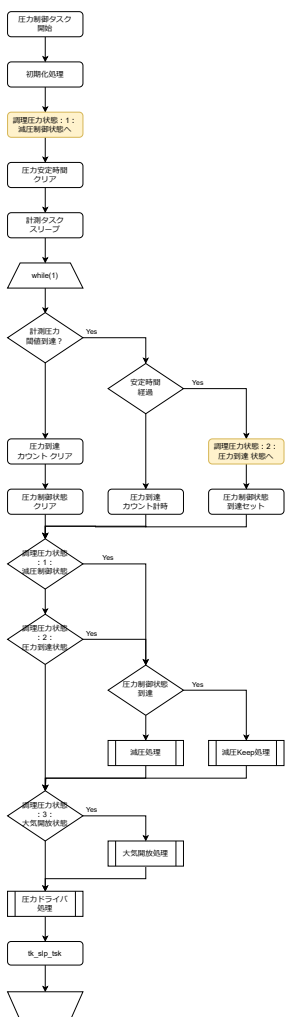 圧力制御タスク
開始
初期化処理
調理圧力状態：1：
減圧制御状態へ
圧力安定時間
クリア
計測タスク
スリープ
while(1)
計測圧力
閾値到達？
Yes
安定時間
経過
Yes
圧力到達
カウント クリア
調理圧力状態：2：
圧力到達 状態へ
圧力制御状態
クリア
圧力到達
カウント計時
圧力制御状態
到達セット
調理圧力状態
：1：
減圧制御状態
Yes
調理圧力状態
：2：
圧力到達状態
Yes
圧力制御状態
到達
Yes
減圧処理
減圧Keep処理
調理圧力状態
：3：
大気開放状態
Yes
大気開放処理
圧力ドライバ
処理
tk_slp_tsk